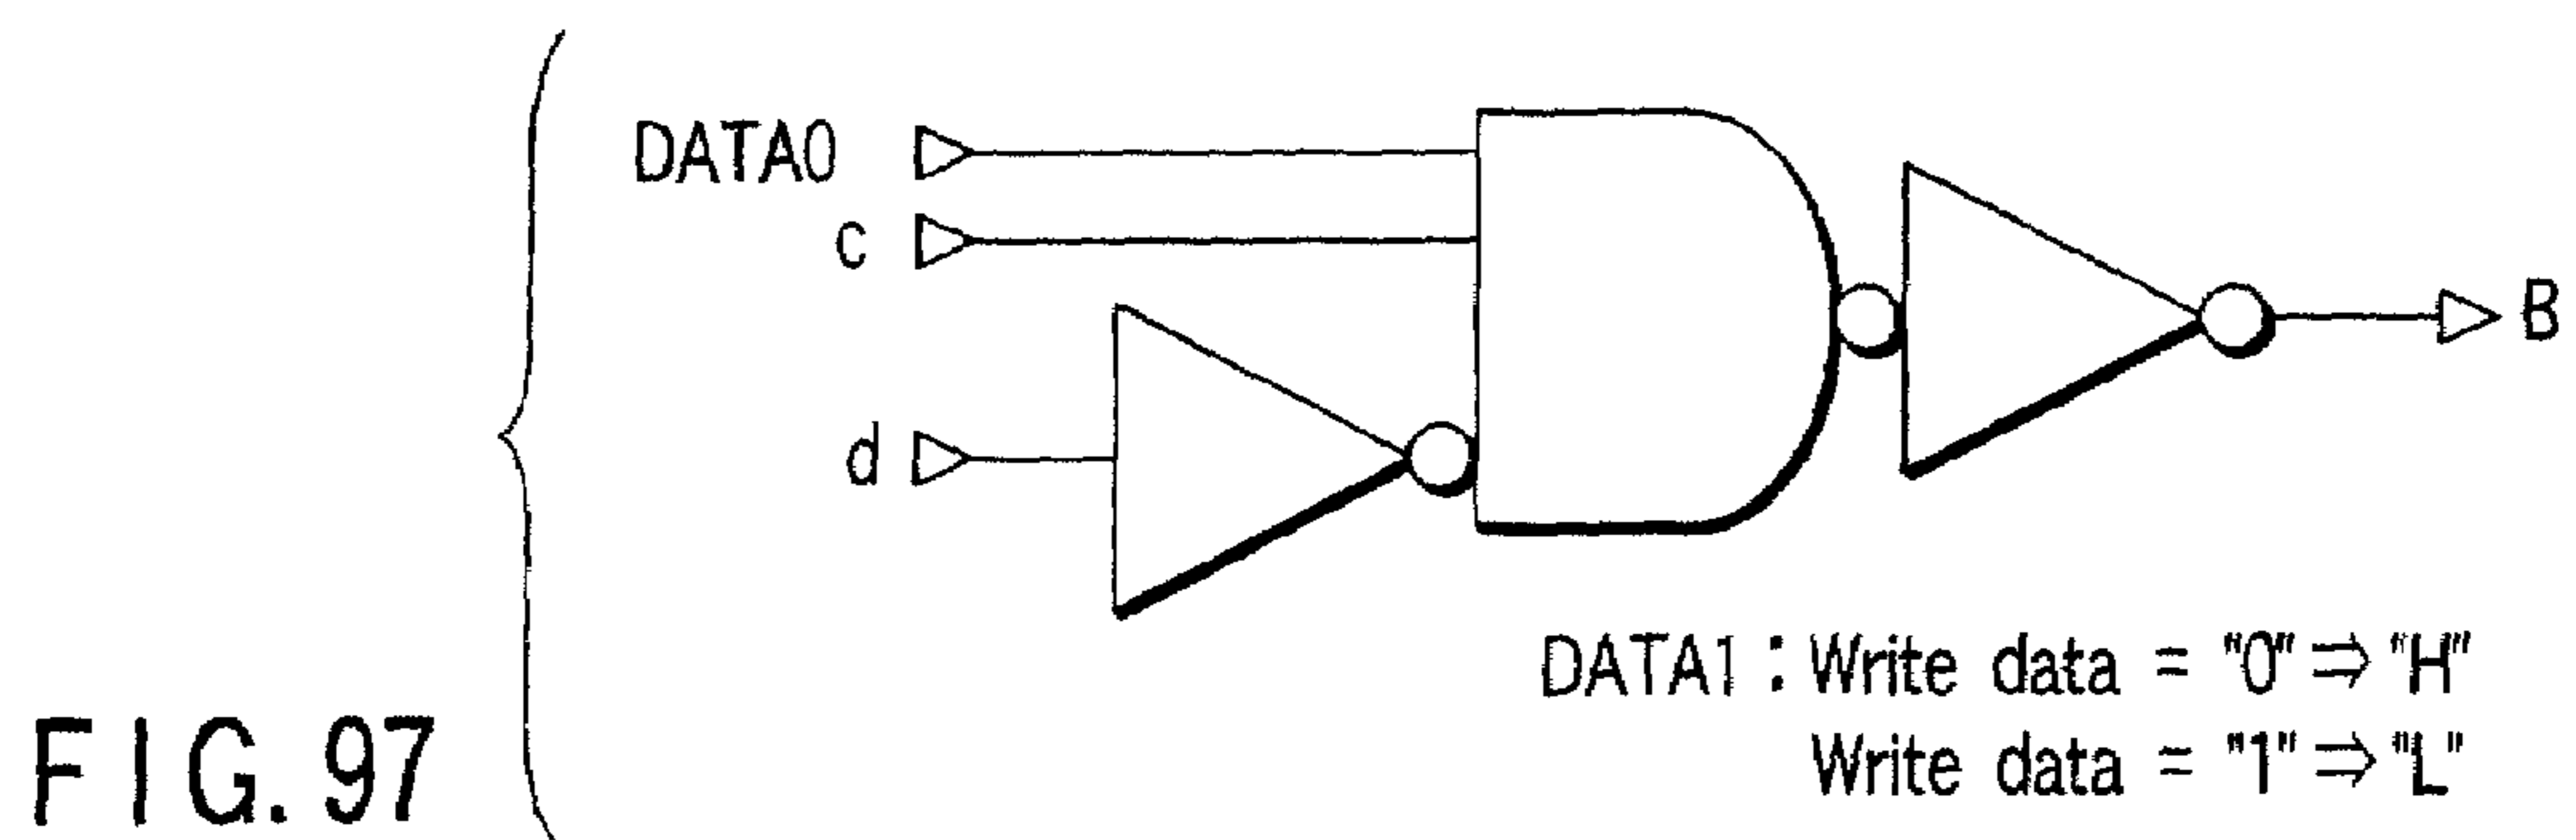 DATA0
c
d
B
DATA1 : Write data = "0" ⇒ "H"
Write data = "1" ⇒ "L"
FIG. 97